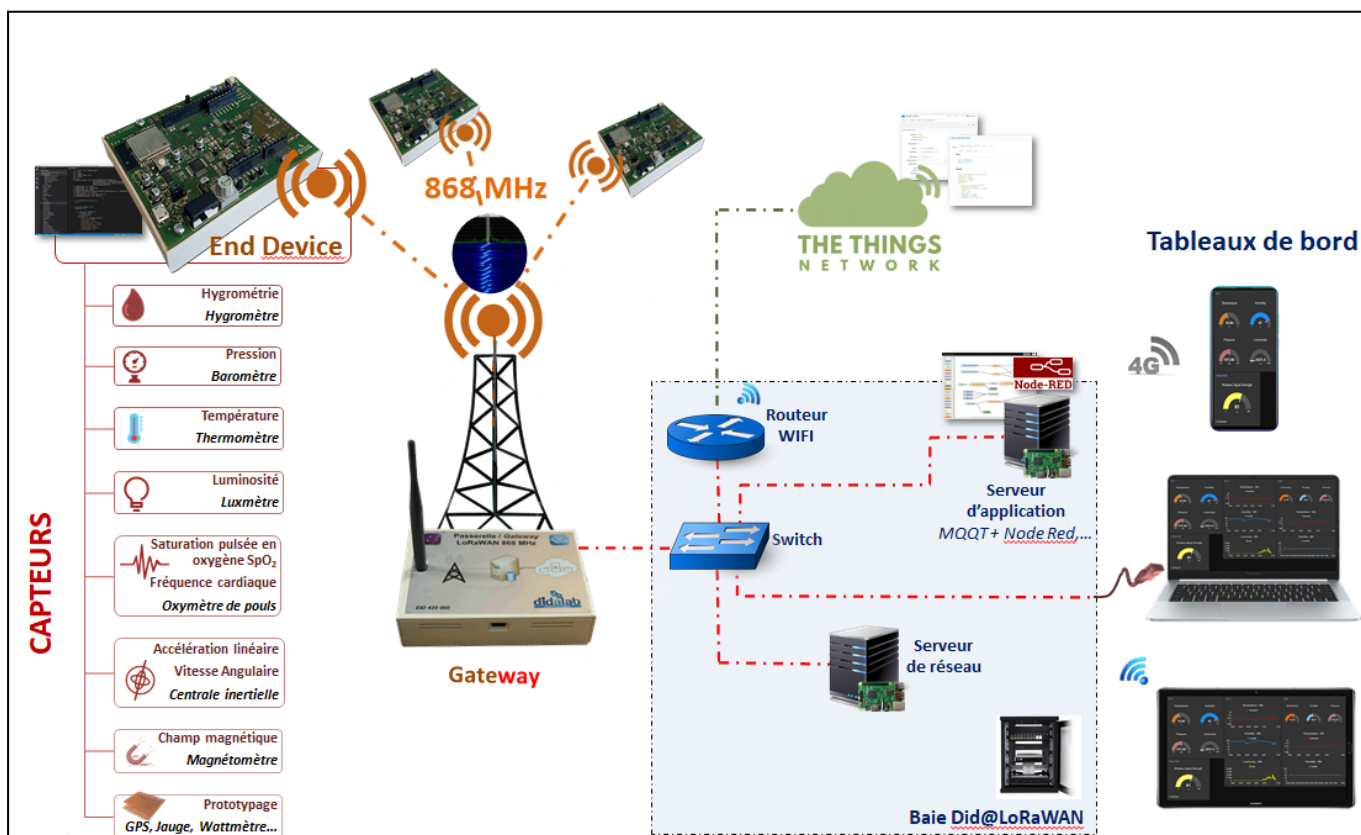 868 MHz
End Device
THE THINGS
NETWORK
Tableaux de bord
CAPTEURS
Hygrométrie
Hygromètre
Pression
Baromètre
Température
Thermomètre
Luminosité
Luxmètre
Saturation pulsée en
oxygène SpO₂
Fréquence cardiaque
Oxymètre de pouls
Accélération linéaire
Vitesse Angulaire
Centrale inertielle
Champ magnétique
Magnétomètre
Prototypage
GPS, Jauge, Wattmètre...
Passerelle / Gateway
LoRaWAN 868 MHz
didalab
Gateway
Routeur
WIFI
Switch
Node-RED
Serveur
d'application
MQQT + Node Red,...
Serveur
de réseau
Baie Did@LoRaWAN
4G